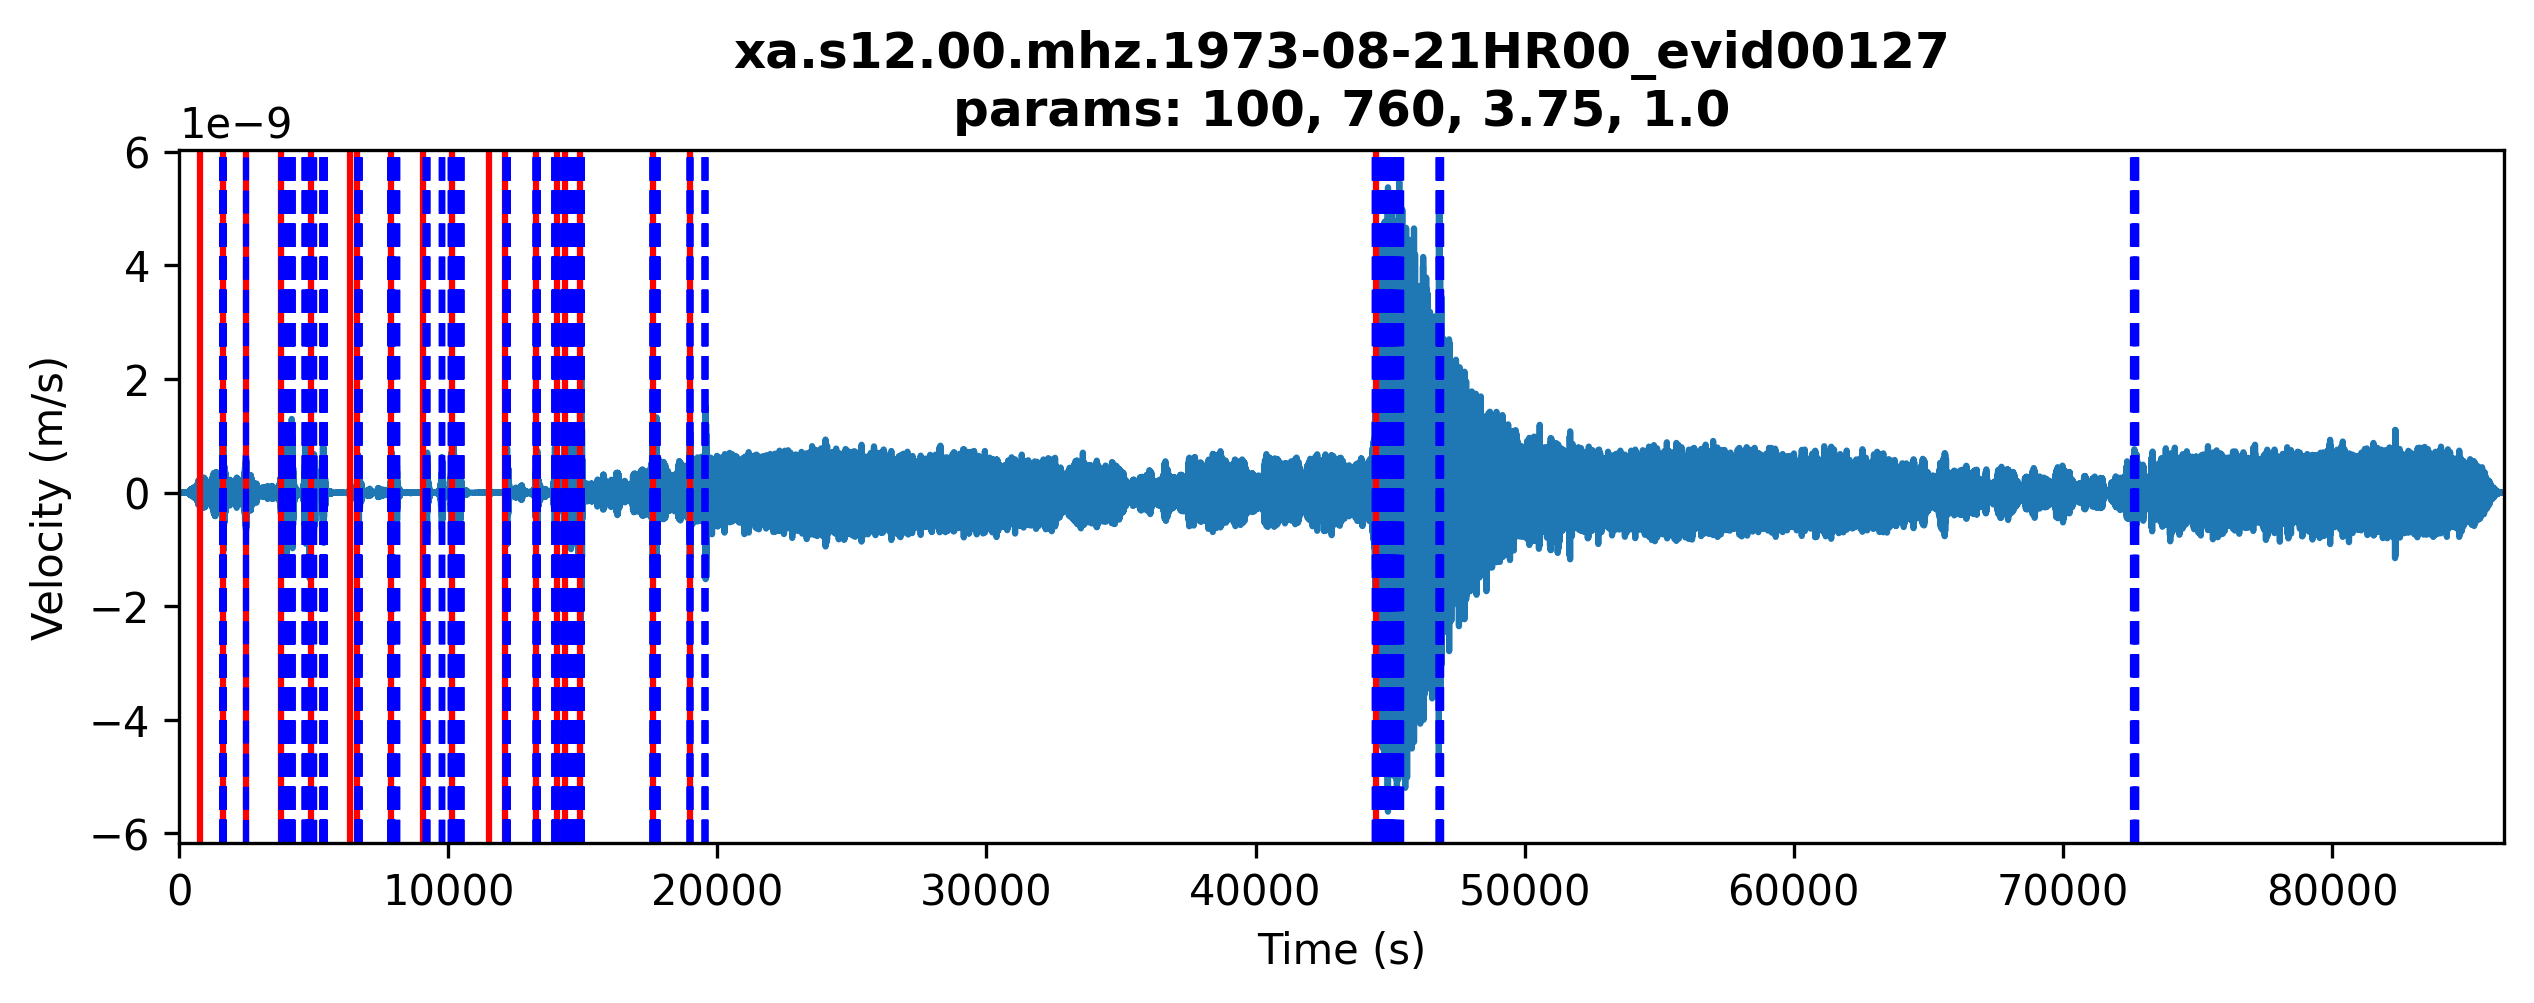 xa.s12.00.mhz.1973-08-21HR00_evid00127
params: 100, 760, 3.75, 1.0
1e−9
6
4
2
0
−2
−4
−6
Velocity (m/s)
0 10000 20000 30000 40000 50000 60000 70000 80000
Time (s)